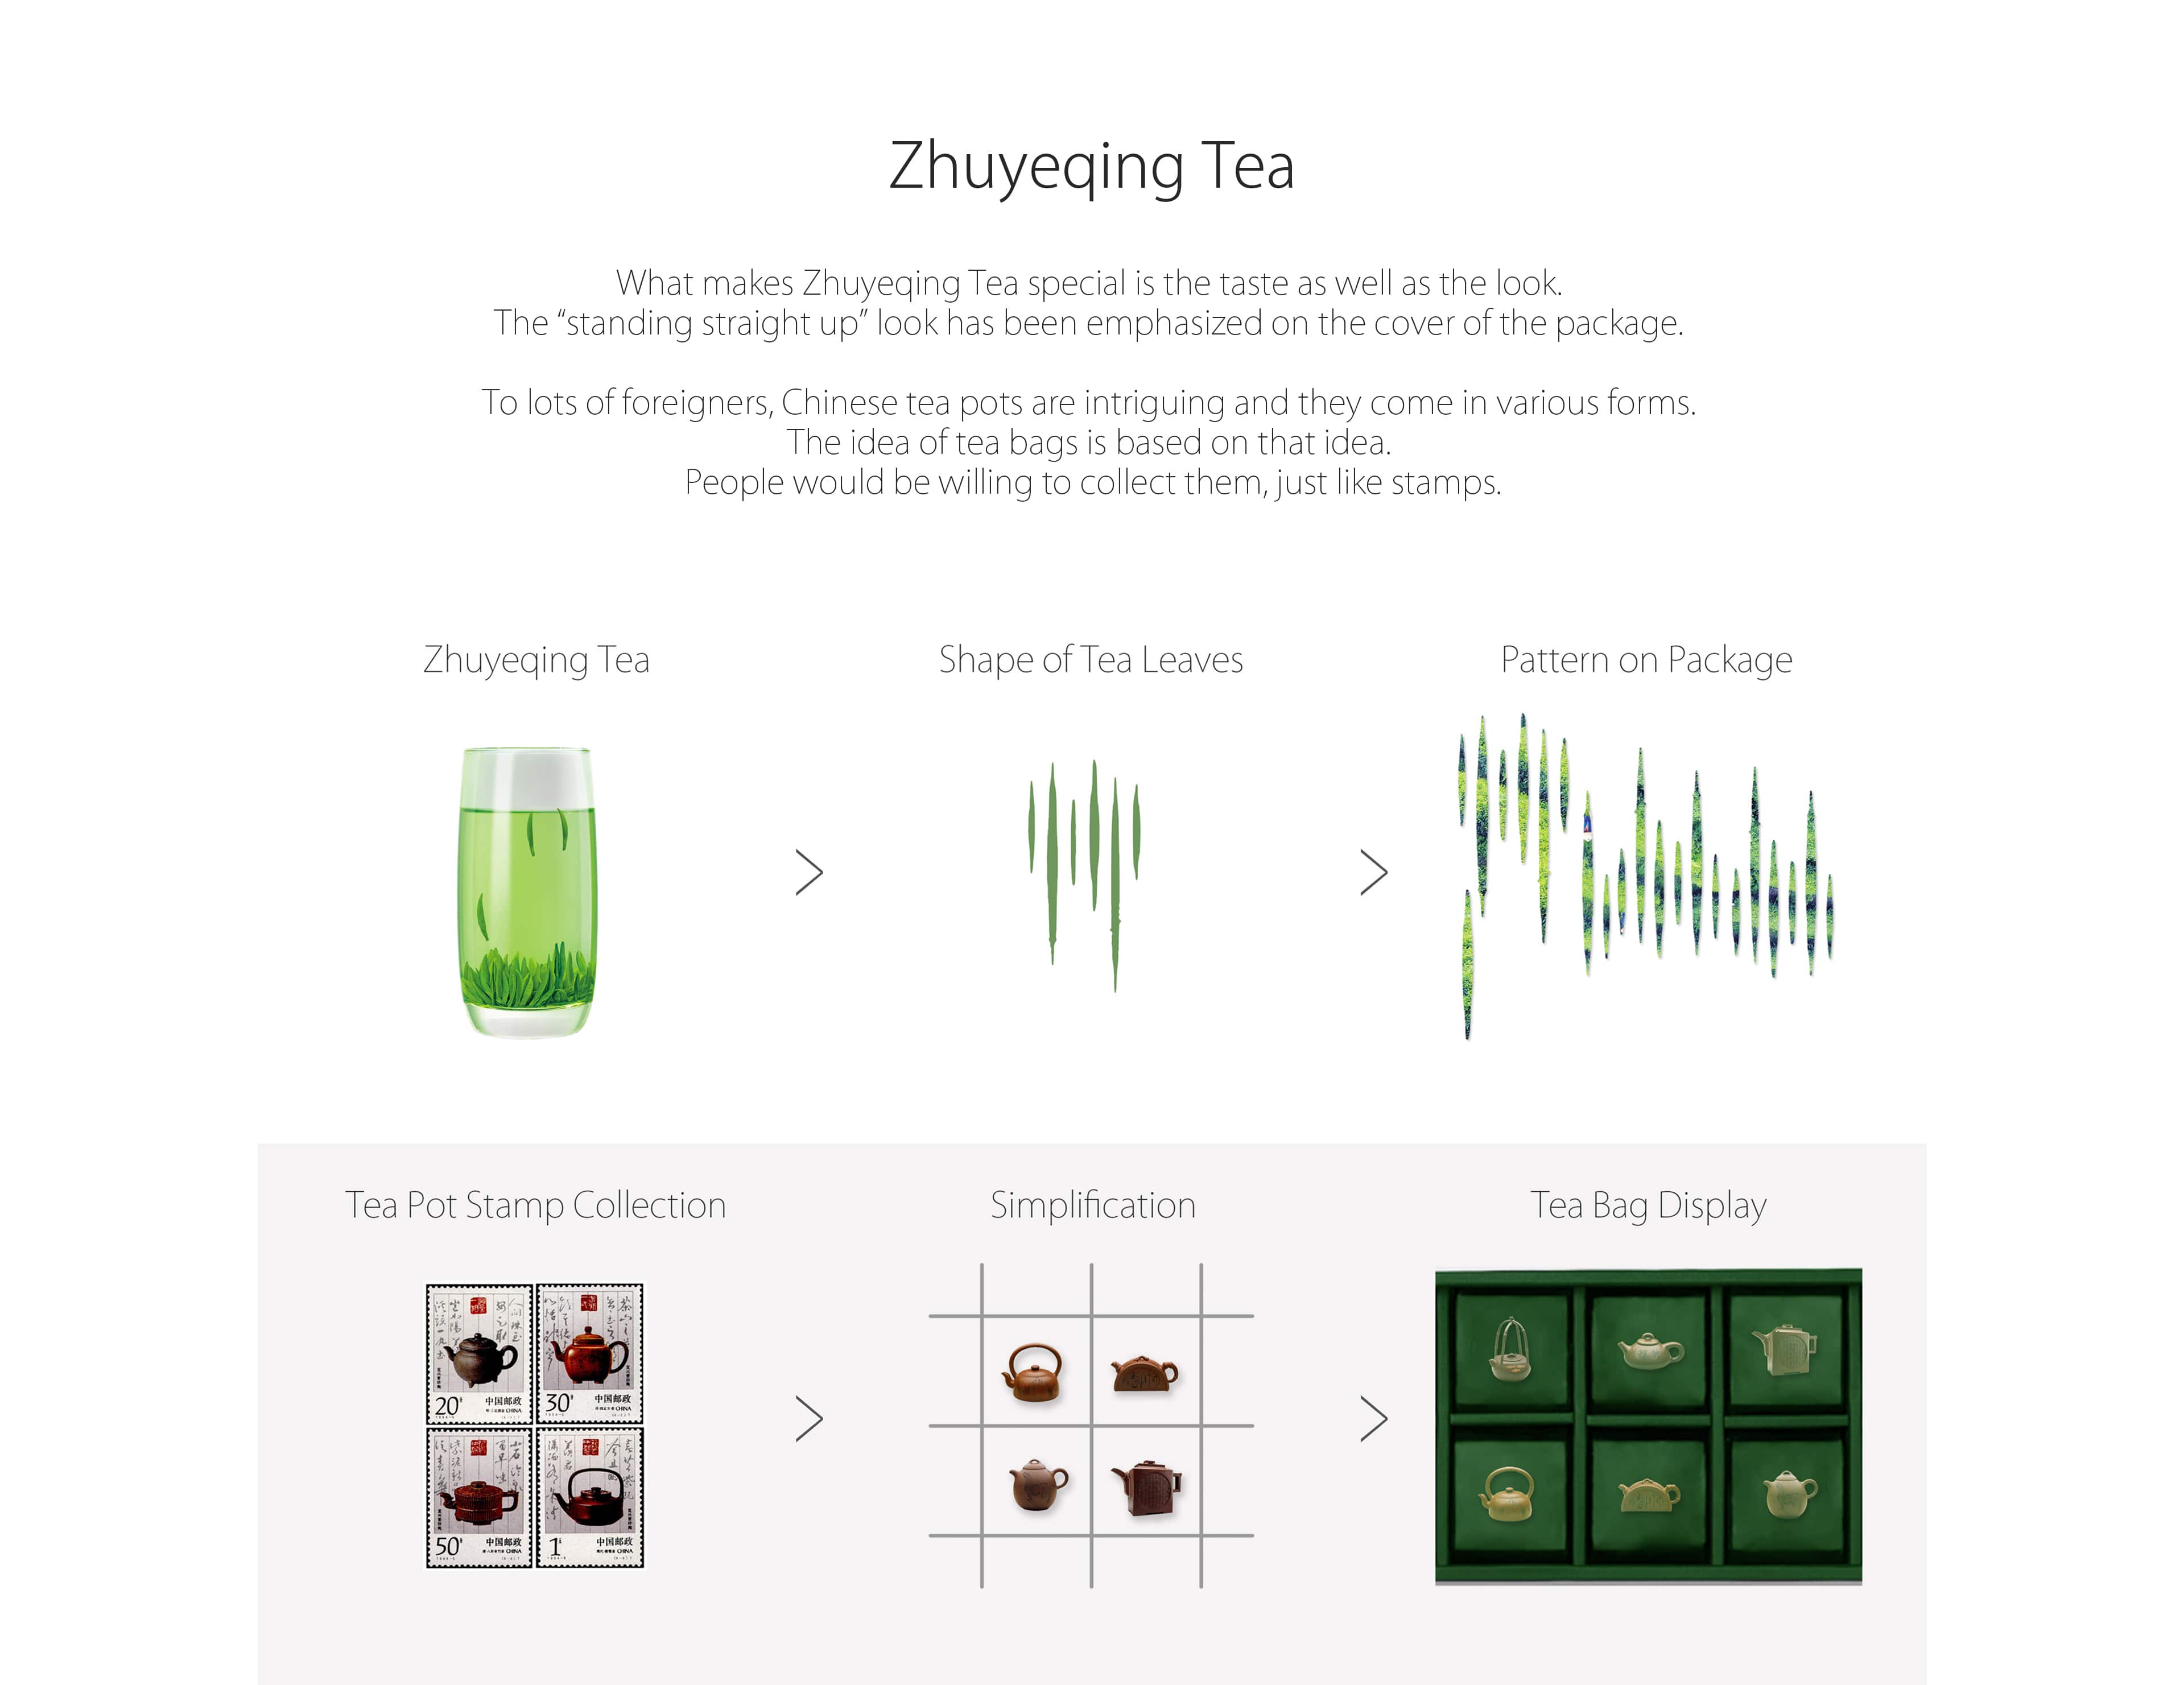 Zhuyeqing Tea
What makes Zhuyeqing Tea special is the taste as well as the look.
The “standing straight up” look has been emphasized on the cover of the package.
To lots of foreigners, Chinese tea pots are intriguing and they come in various forms.
The idea of tea bags is based on that idea.
People would be willing to collect them, just like stamps.
Zhuyeqing Tea
Shape of Tea Leaves
Pattern on Package
>
>
Tea Pot Stamp Collection
Simplification
Tea Bag Display
20
中国邮政
CHINA
30
中国邮政
CHINA
>
>
50
中国邮政
CHINA
1
中国邮政
CHINA